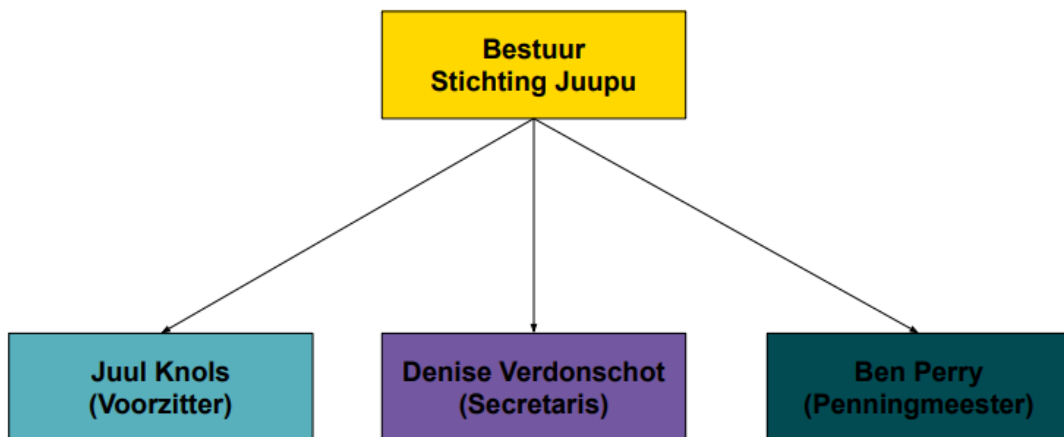 Bestuur
Stichting Juupu
Juul Knols
(Voorzitter)
Denise Verdonschot
(Secretaris)
Ben Perry
(Penningmeester)